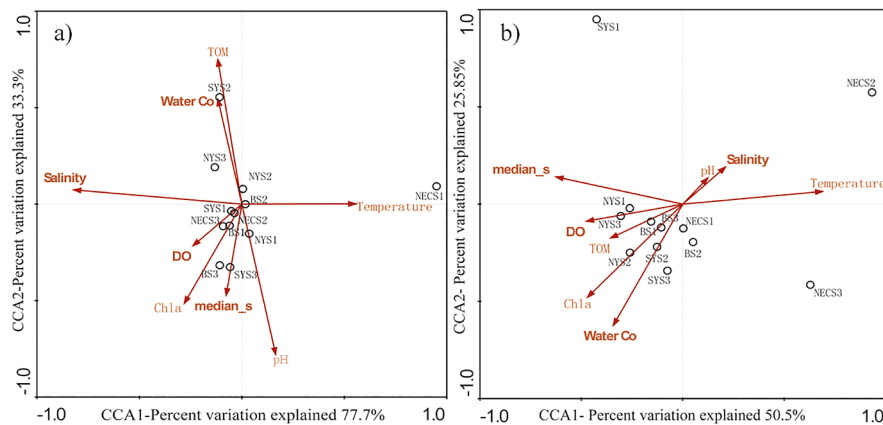 a)
1.0
-1.0
-1.0
1.0
CCA2-Percent variation explained 33.3%
CCA1-Percent variation explained 77.7%
TOM
SYS2
Water Co
NYS3
NYS2
Salinity
NECS1
BS2
Temperature
SYS1
NECS3
NECS2
BS1
NYS1
DO
BS3
SYS3
Chla
median_s
pH
b)
1.0
-1.0
-1.0
1.0
CCA2- Percent variation explained 25.85%
CCA1- Percent variation explained 50.5%
SYS1
NECS2
Salinity
pH
median_s
Temperature
NYS1
NYS3
BS3
BS1
NECS1
DO
TOM
BS2
NYS2
SYS2
SYS3
NECS3
Chla
Water Co